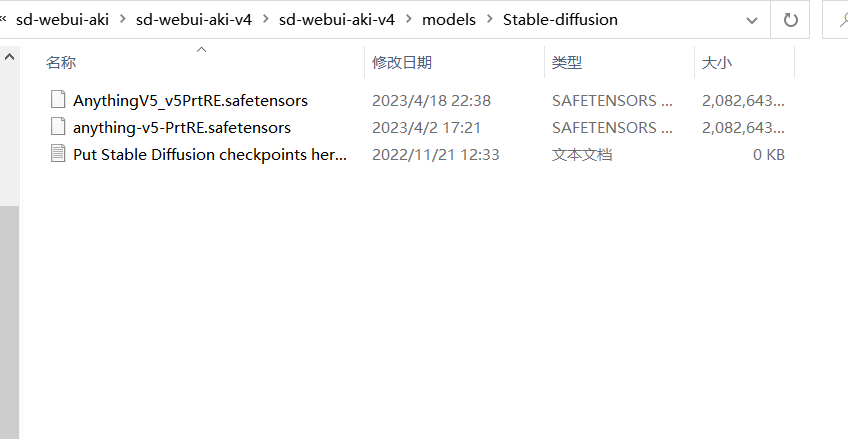 « sd-webui-aki > sd-webui-aki-v4 > sd-webui-aki-v4 > models > Stable-diffusion
名称 修改日期 类型 大小
AnythingV5_v5PrtRE.safetensors 2023/4/18 22:38 SAFETENSORS ... 2,082,643...
anything-v5-PrtRE.safetensors 2023/4/2 17:21 SAFETENSORS ... 2,082,643...
Put Stable Diffusion checkpoints her... 2022/11/21 12:33 文本文档 0 KB